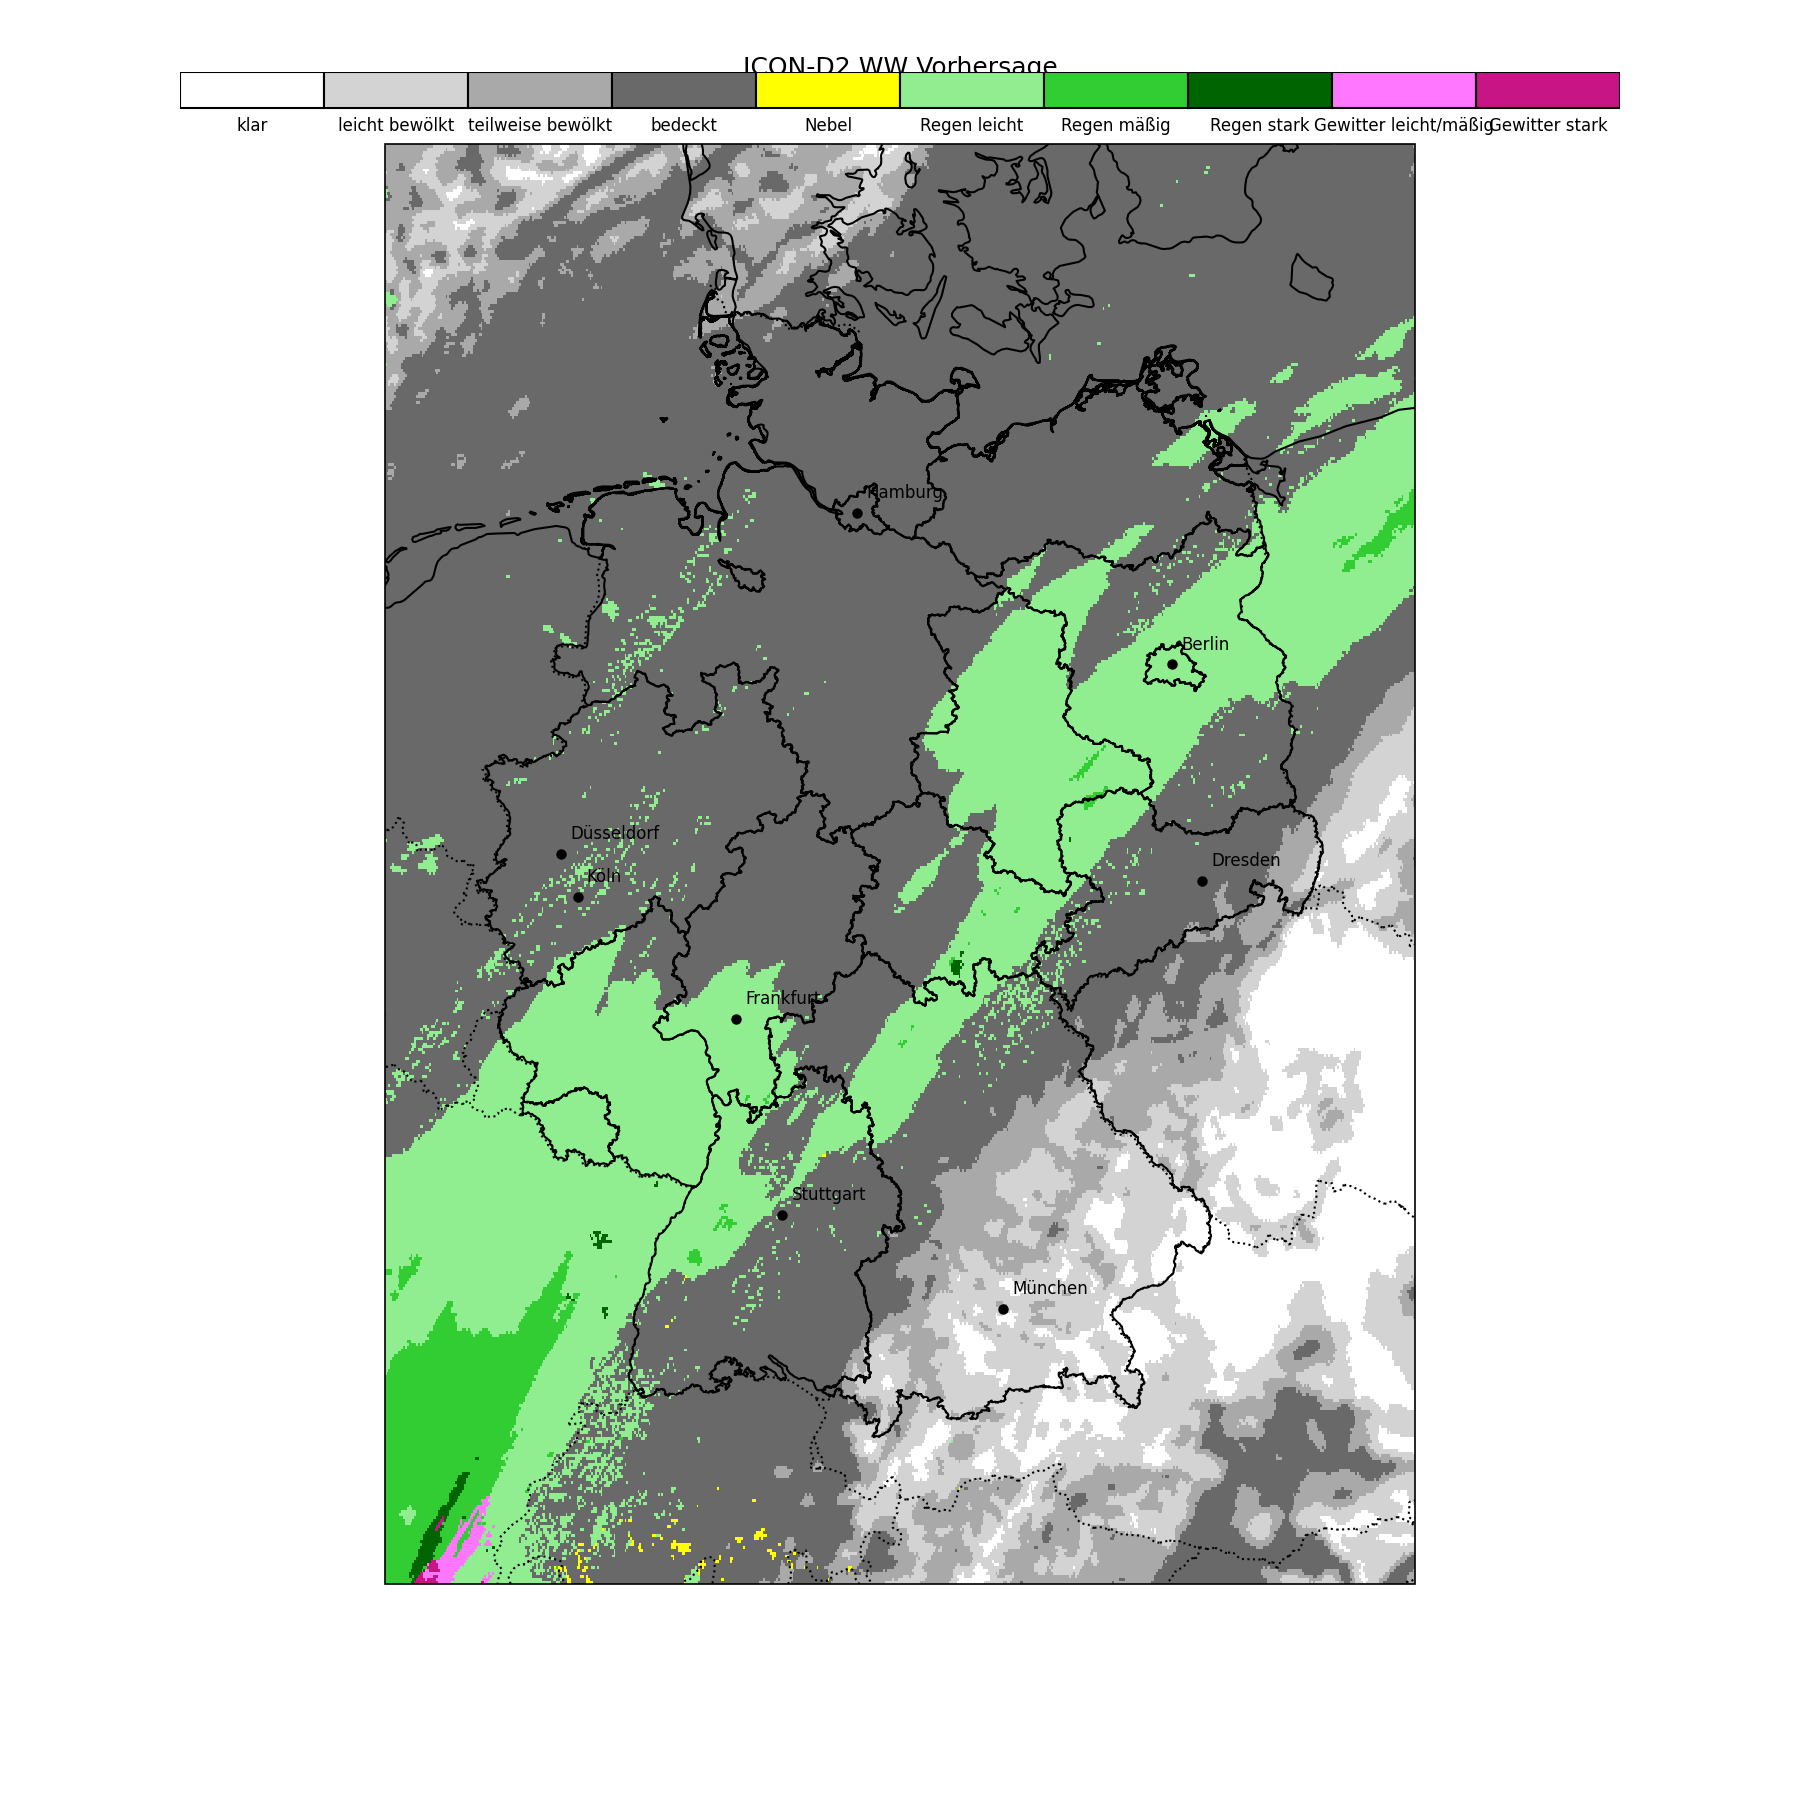 ICON-D2 WW Vorhersage
klar
leicht bewölkt
teilweise bewölkt
bedeckt
Nebel
Regen leicht
Regen mäßig
Regen stark
Gewitter leicht/mäßig
Gewitter stark
Hamburg
Berlin
Düsseldorf
Dresden
Köln
Frankfurt
Stuttgart
München